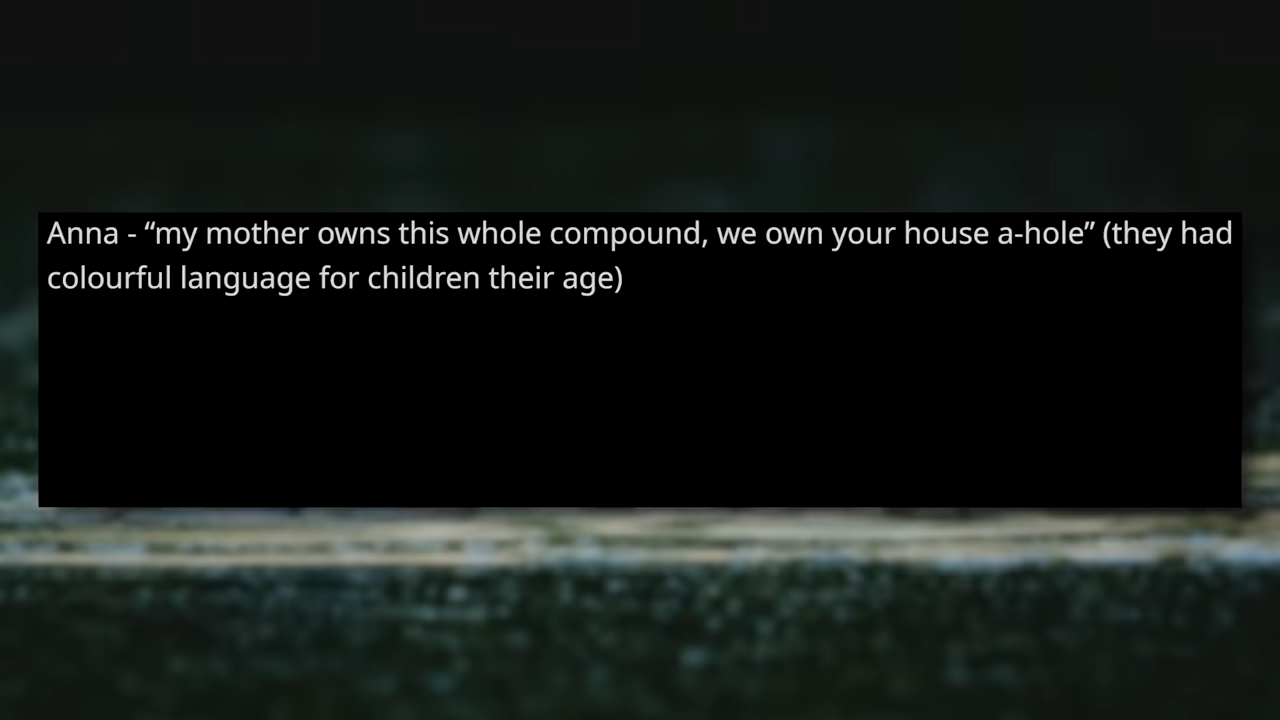 Anna - “my mother owns this whole compound, we own your house a-hole” (they had
colourful language for children their age)